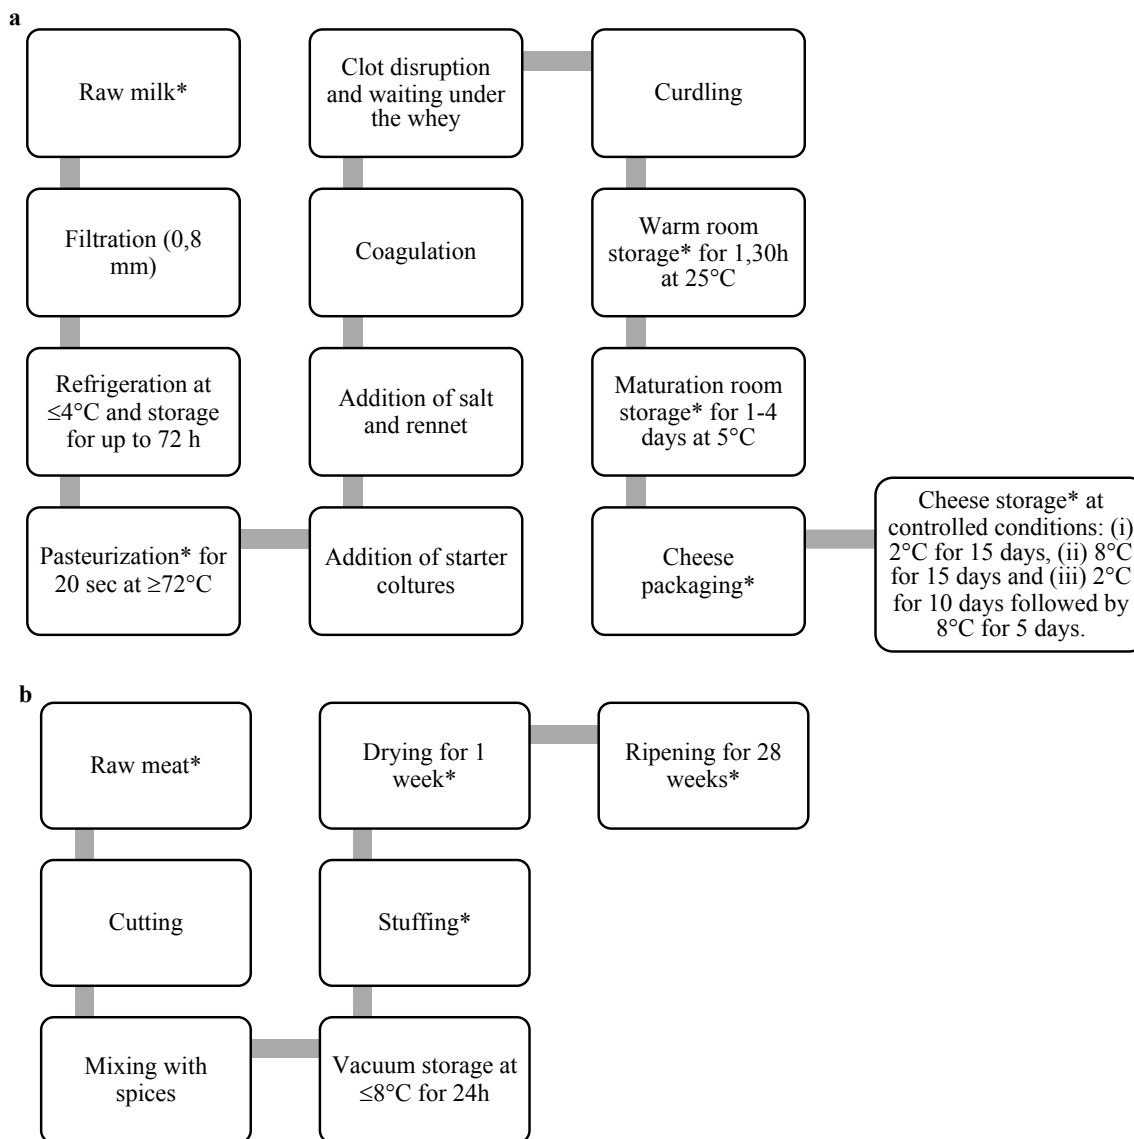 a
Raw milk*
Filtration (0,8
mm)
Refrigeration at
≤4°C and storage
for up to 72 h
Pasteurization* for
20 sec at ≥72°C
Addition of starter
coltures
Addition of salt
and rennet
Coagulation
Clot disruption
and waiting under
the whey
Curdling
Warm room
storage* for 1,30h
at 25°C
Maturation room
storage* for 1-4
days at 5°C
Cheese
packaging*
Cheese storage* at
controlled conditions: (i)
2°C for 15 days, (ii) 8°C
for 15 days and (iii) 2°C
for 10 days followed by
8°C for 5 days.
b
Raw meat*
Cutting
Mixing with
spices
Vacuum storage at
≤8°C for 24h
Stuffing*
Drying for 1
week*
Ripening for 28
weeks*